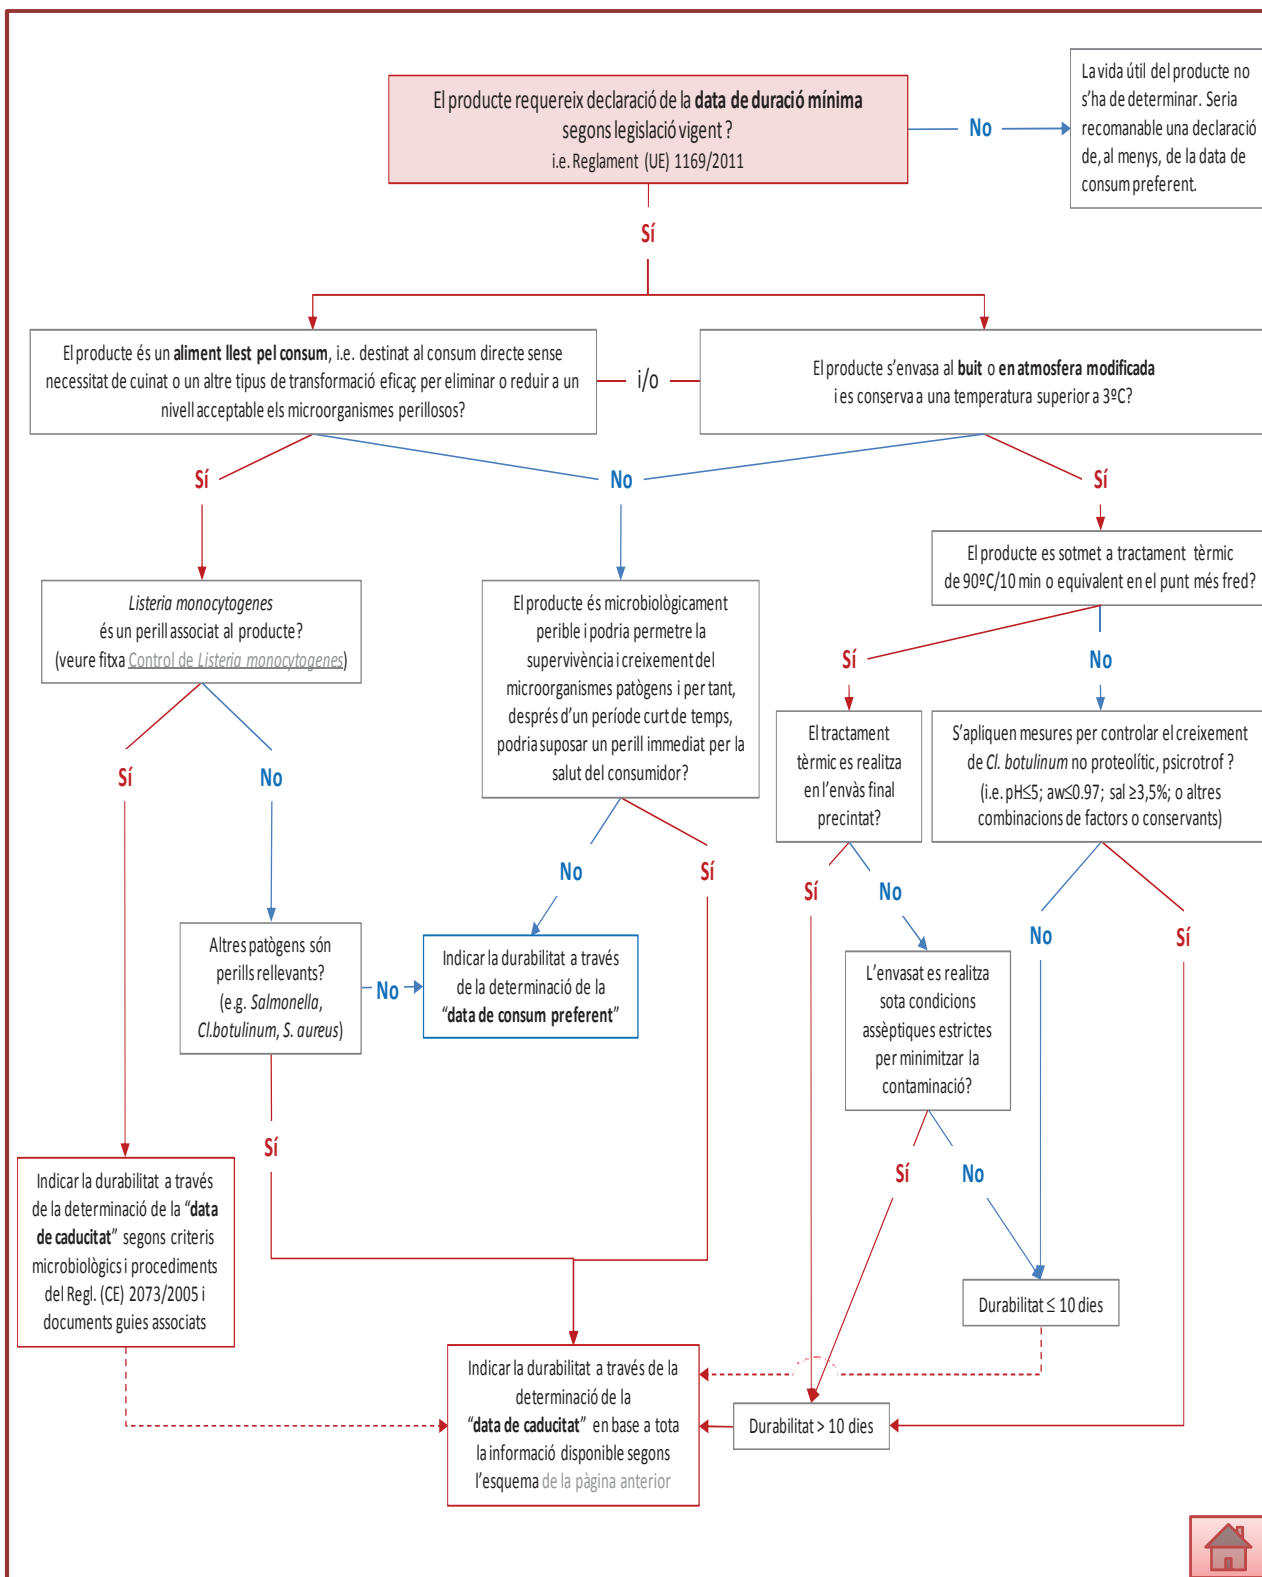 El producte requereix declaració de la data de duració mínima
segons legislació vigent ?
i.e. Reglament (UE) 1169/2011
No
La vida útil del producte no
s'ha de determinar. Seria
recomanable una declaració
de, al menys, de la data de
consum preferent.
Sí
El producte és un aliment llest pel consum, i.e. destinat al consum directe sense
necessitat de cuinat o un altre tipus de transformació eficaç per eliminar o reduir a un
nivell acceptable els microorganismes perillosos?
i/o
El producte s'envasa al buit o en atmosfera modificada
i es conserva a una temperatura superior a 3ºC?
Sí
No
Sí
El producte es sotmet a tractament tèrmic
de 90ºC/10 min o equivalent en el punt més fred?
Listeria monocytogenes
és un perill associat al producte?
(veure fitxa Control de Listeria monocytogenes)
El producte és microbiològicament
perible i podria permetre la
supervivència i creixement del
microorganismes patògens i per tant,
després d'un període curt de temps,
podria suposar un perill immediat per la
salut del consumidor?
Sí
No
El tractament
tèrmic es realitza
en l'envàs final
precintat?
S'apliquen mesures per controlar el creixement
de Cl. botulinum no proteolític, psicrotrof ?
(i.e. pH≤5; aw≤0.97; sal ≥3,5%; o altres
combinacions de factors o conservants)
Sí
No
No
Sí
Sí
No
No
Sí
Altres patògens són
perills rellevants?
(e.g. Salmonella,
Cl.botulinum, S. aureus)
No
Indicar la durabilitat a través
de la determinació de la
“data de consum preferent”
L'envasat es realitza
sota condicions
assèptiques estrictes
per minimitzar la
contaminació?
Sí
Sí
No
Indicar la durabilitat a través
de la determinació de la “data
de caducitat” segons criteris
microbiològics i procediments
del Regl. (CE) 2073/2005 i
documents guies associats
Durabilitat ≤ 10 dies
Indicar la durabilitat a través de la
determinació de la
“data de caducitat” en base a tota
la informació disponible segons
l'esquema de la pàgina anterior
Durabilitat > 10 dies